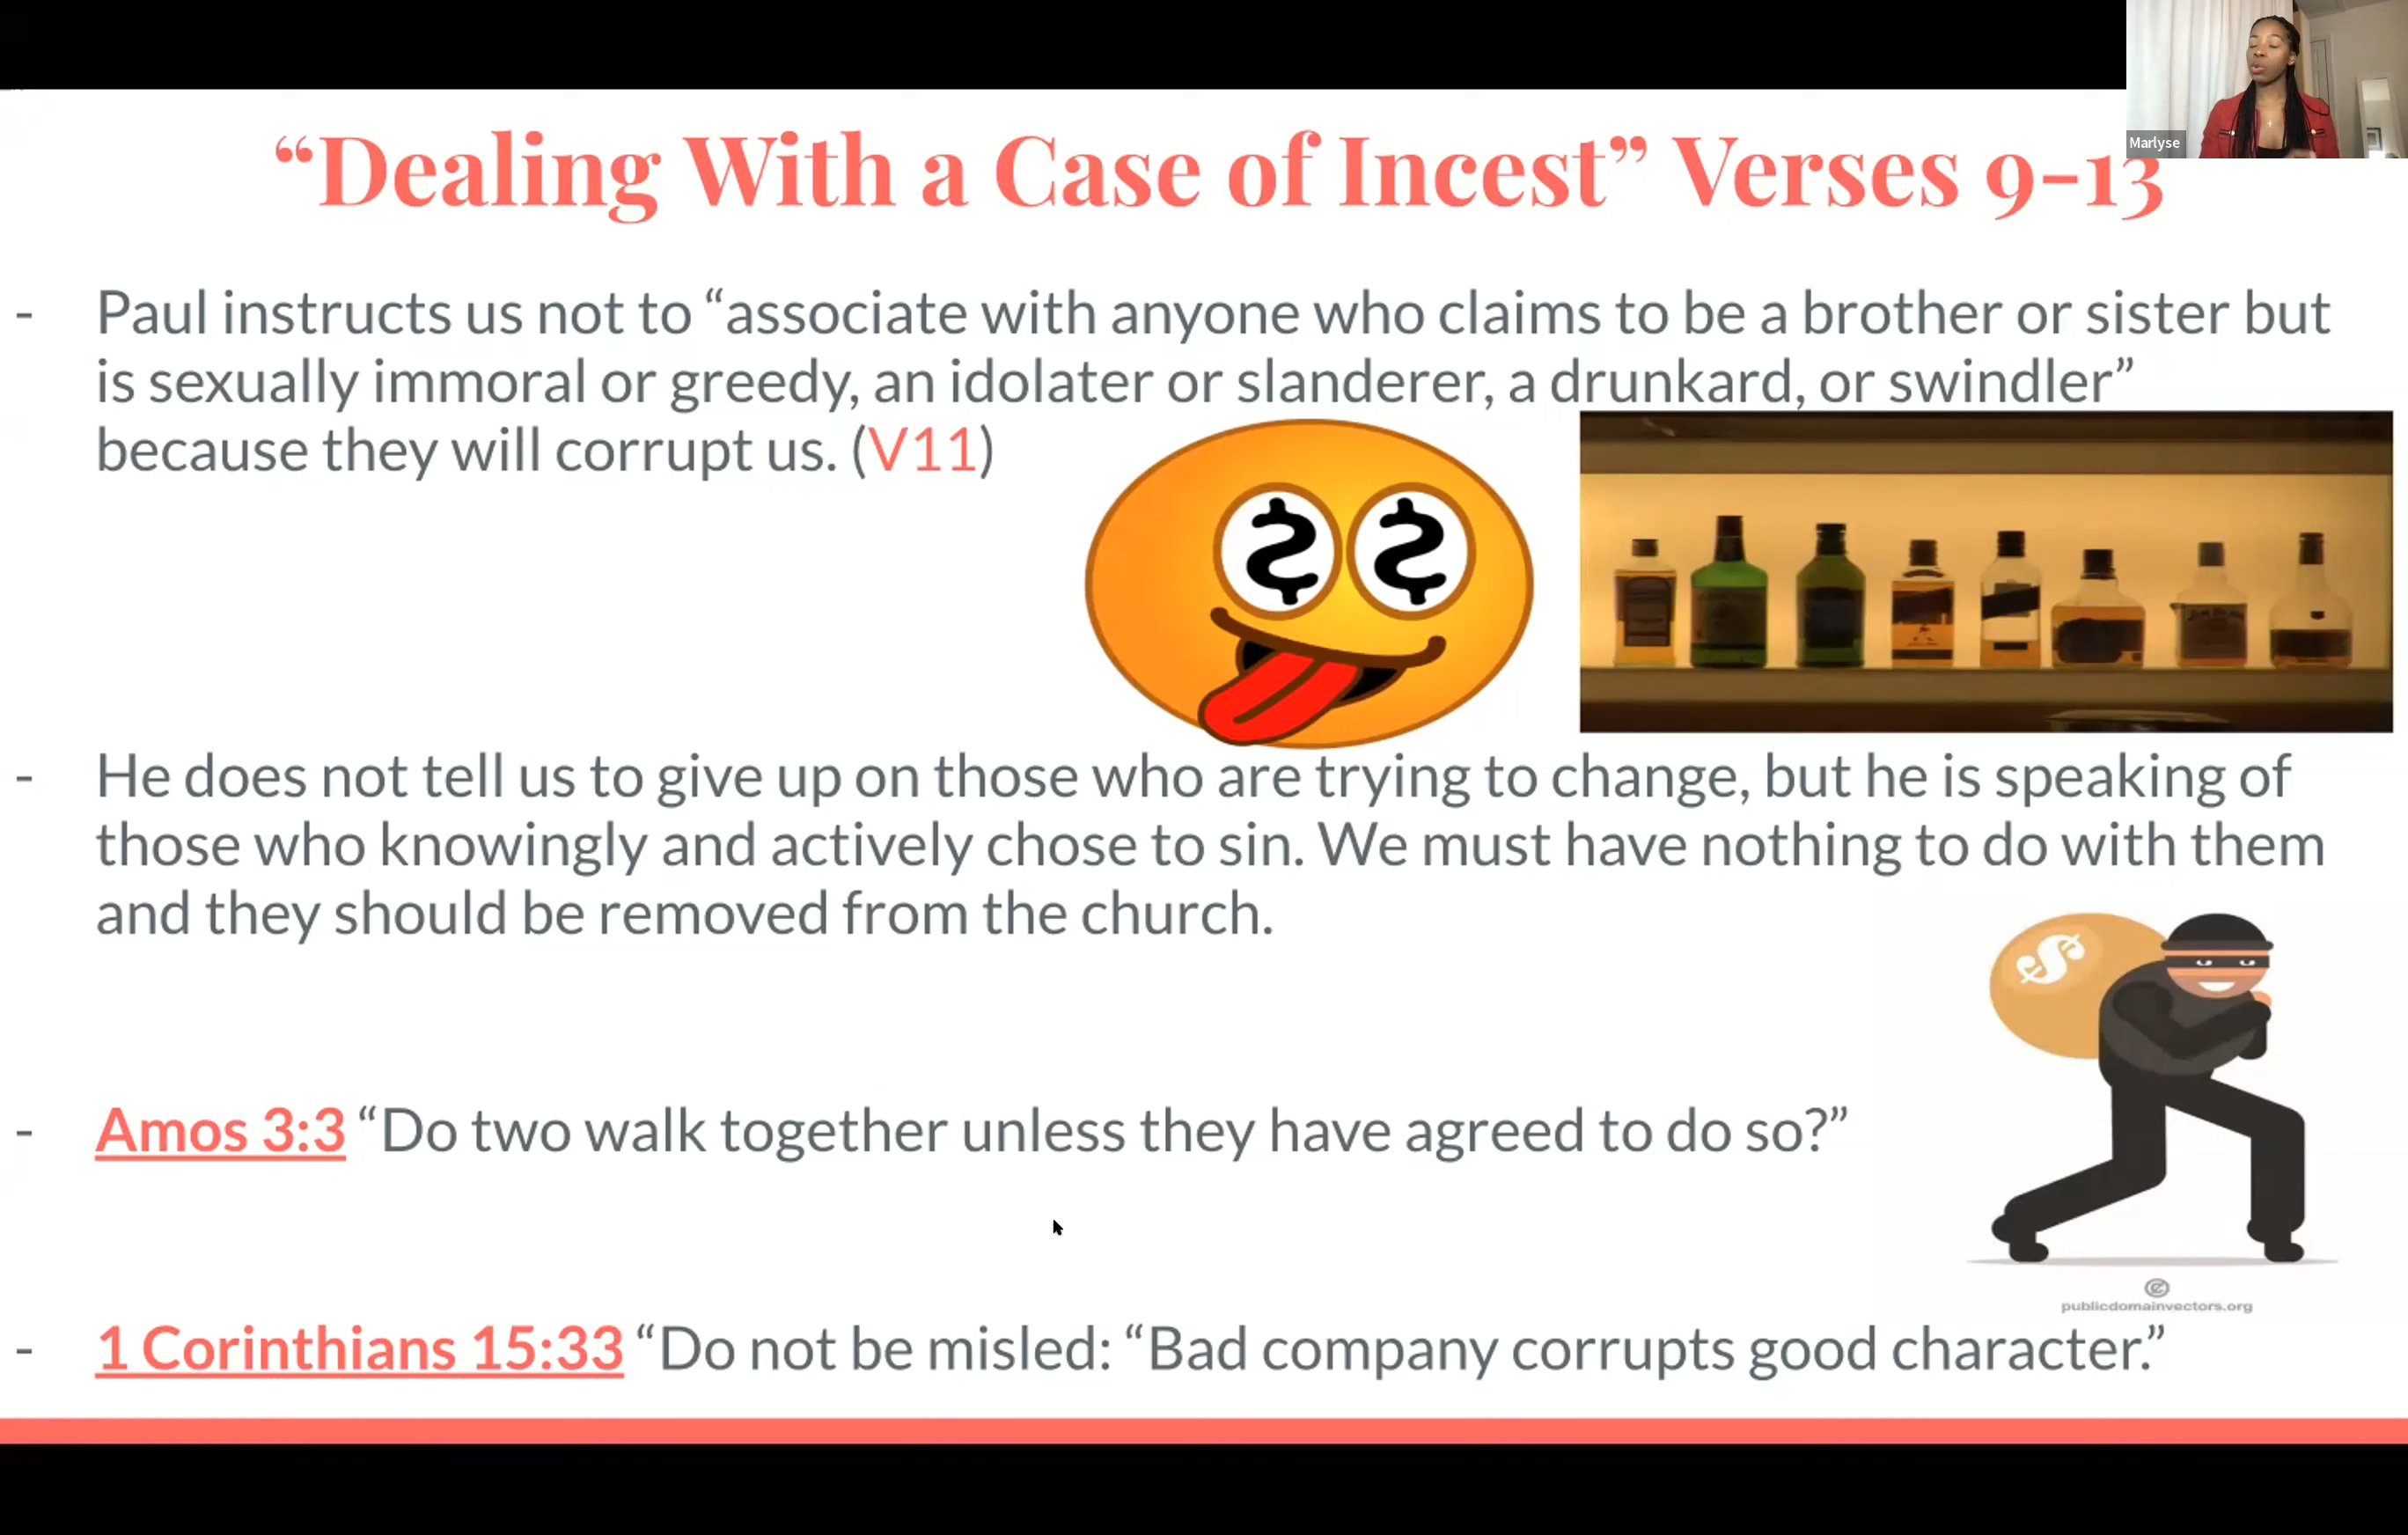 Marlyse
“Dealing With a Case of Incest” Verses 9-13
- Paul instructs us not to “associate with anyone who claims to be a brother or sister but
is sexually immoral or greedy, an idolater or slanderer, a drunkard, or swindler”
because they will corrupt us. (V11)
- He does not tell us to give up on those who are trying to change, but he is speaking of
those who knowingly and actively chose to sin. We must have nothing to do with them
and they should be removed from the church.
$
- Amos 3:3 “Do two walk together unless they have agreed to do so?”
publicdomainvectors.org
- 1 Corinthians 15:33 “Do not be misled: “Bad company corrupts good character.”